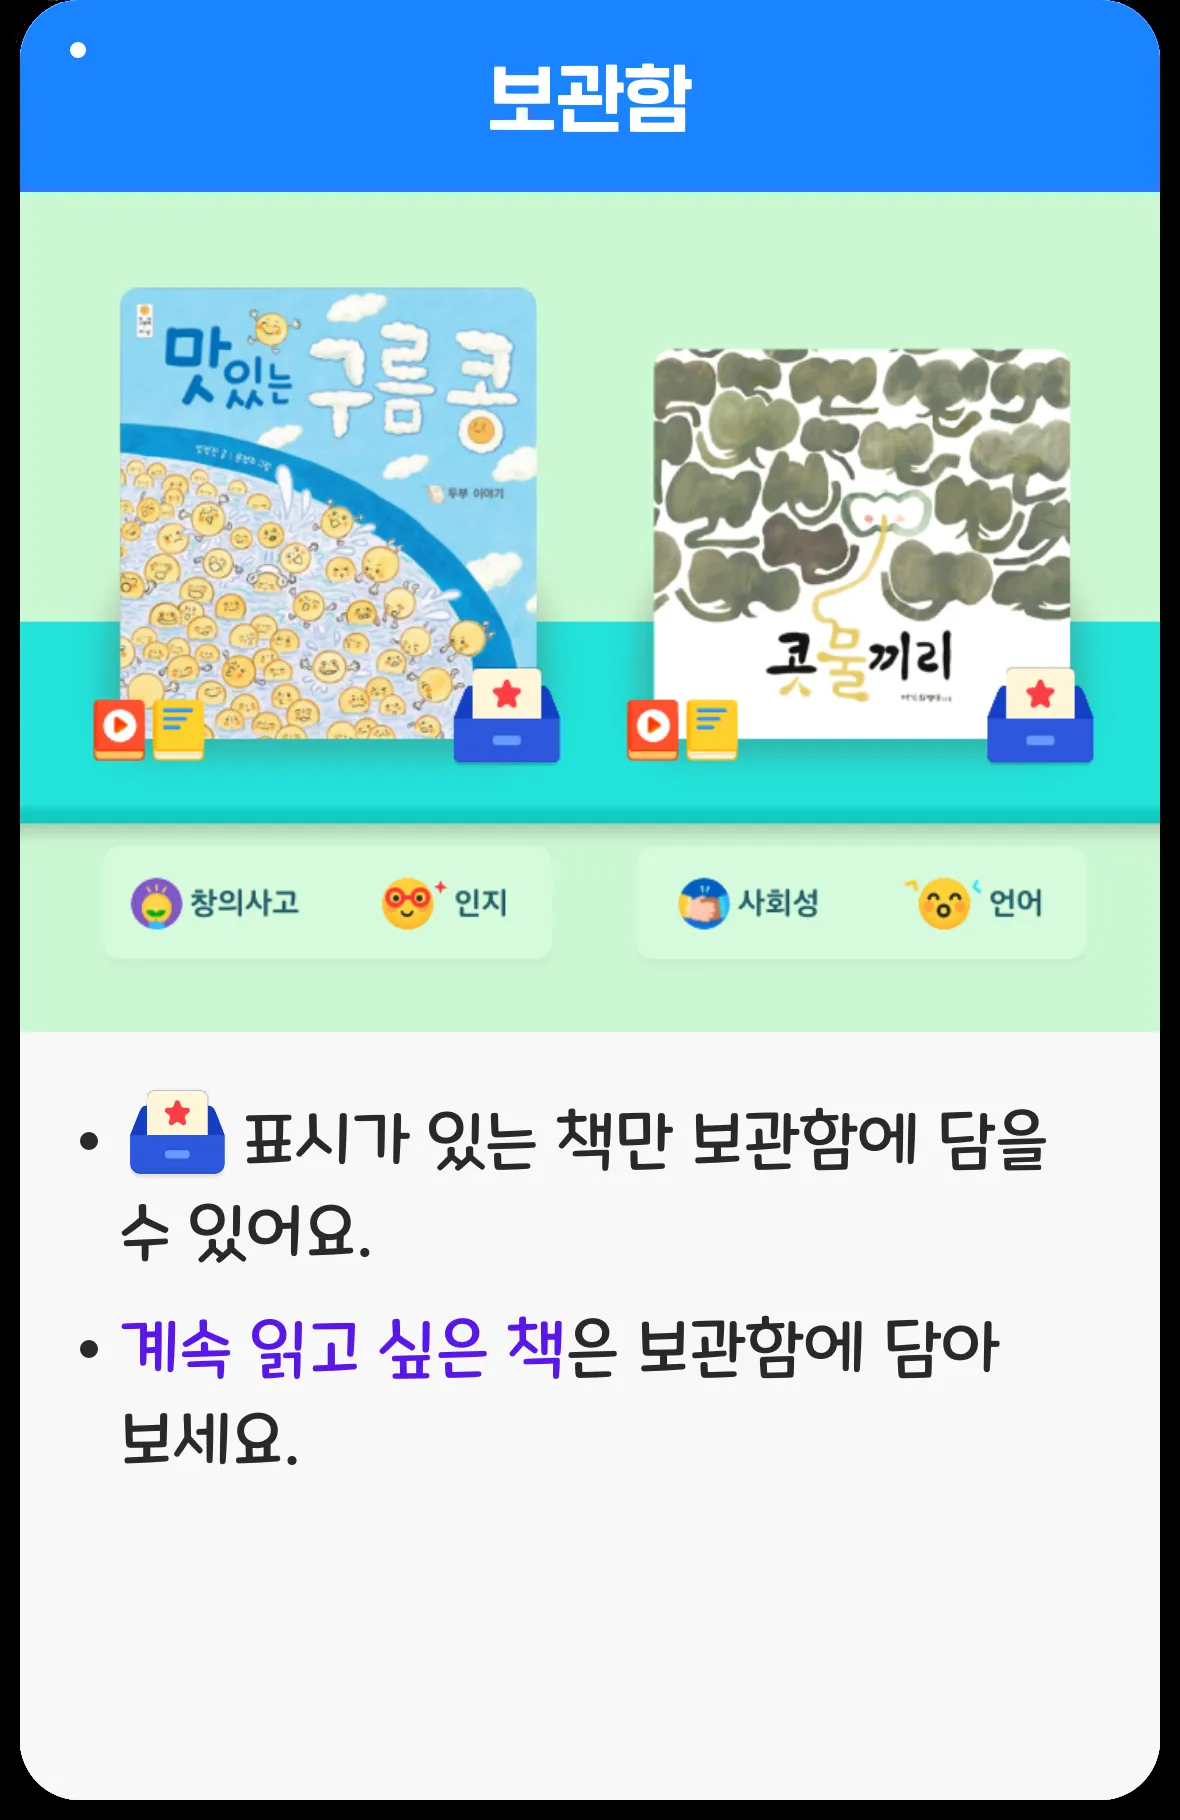 보관함
맛있는 구름 콩
두부 이야기
콧물끼리
창의사고 인지 사회성 언어
표시가 있는 책만 보관함에 담을
수 있어요.
계속 읽고 싶은 책은 보관함에 담아
보세요.